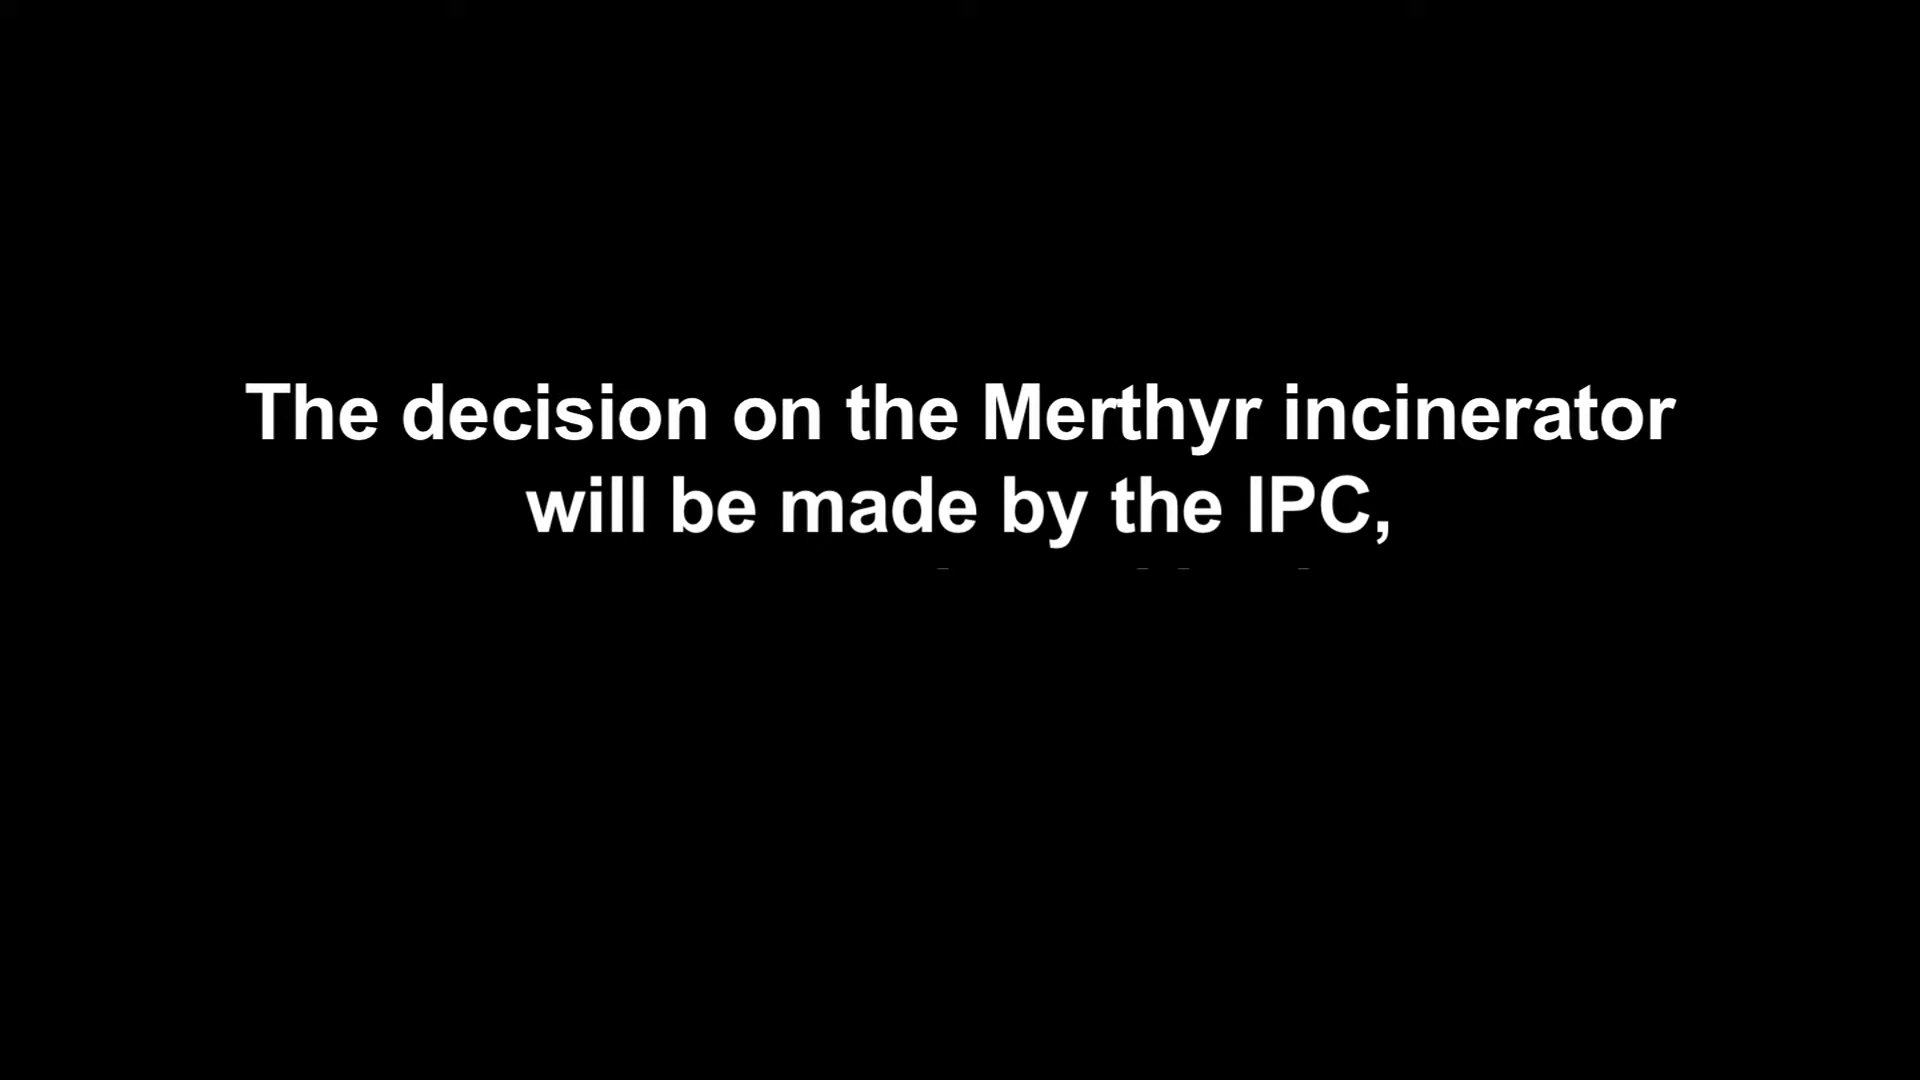 The decision on the Merthyr incinerator
will be made by the IPC,